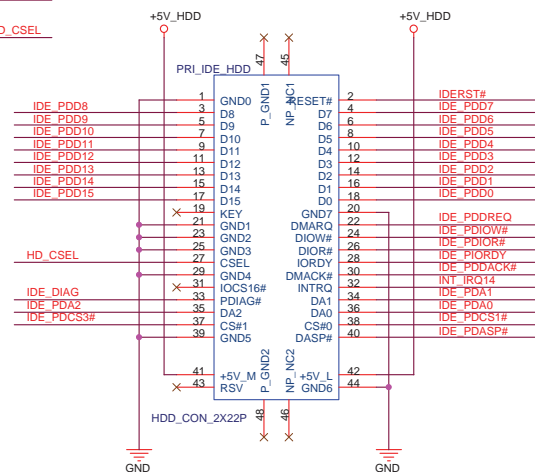 D_CSEL
+5V_HDD +5V_HDD
47 45
PRI_IDE_HDD
P_GND1 NP_NC1
1 GND0 RESET# 2 IDERST#
IDE_PDD8 3 D8 D7 4 IDE_PDD7
IDE_PDD9 5 D9 D6 6 IDE_PDD6
IDE_PDD10 7 D10 D5 8 IDE_PDD5
IDE_PDD11 9 D11 D4 10 IDE_PDD4
IDE_PDD12 11 D12 D3 12 IDE_PDD3
IDE_PDD13 13 D13 D2 14 IDE_PDD2
IDE_PDD14 15 D14 D1 16 IDE_PDD1
IDE_PDD15 17 D15 D0 18 IDE_PDD0
19 KEY GND7 20
21 GND1 DMARQ 22 IDE_PDDREQ
23 GND2 DIOW# 24 IDE_PDIOW#
25 GND3 DIOR# 26 IDE_PDIOR#
HD_CSEL 27 CSEL IORDY 28 IDE_PIORDY
29 GND4 DMACK# 30 IDE_PDDACK#
31 IOCS16# INTRQ 32 INT_IRQ14
IDE_DIAG 33 PDIAG# DA1 34 IDE_PDA1
IDE_PDA2 35 DA2 DA0 36 IDE_PDA0
IDE_PDCS3# 37 CS#1 CS#0 38 IDE_PDCS1#
39 GND5 DASP# 40 IDE_PDASP#
P_GND2 NP_NC2
41 +5V_M +5V_L 42
43 RSV GND6 44
HDD_CON_2X22P 48 46
GND GND